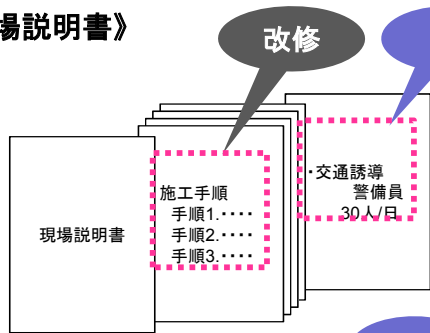 場説明書》
改修
現場説明書
施工手順
手順1.‥‥
手順2.‥‥
手順3.‥‥
・交通誘導
警備員
30人/日